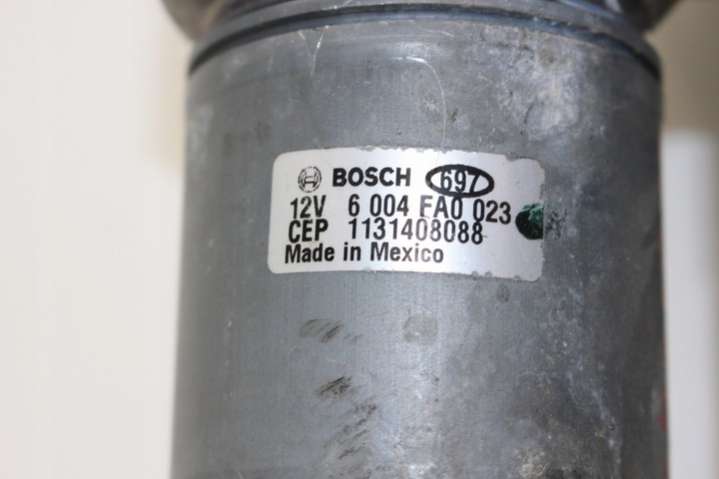 BOSCH 697
12V 6 004 FA0 023
CEP 1131408088
Made in Mexico